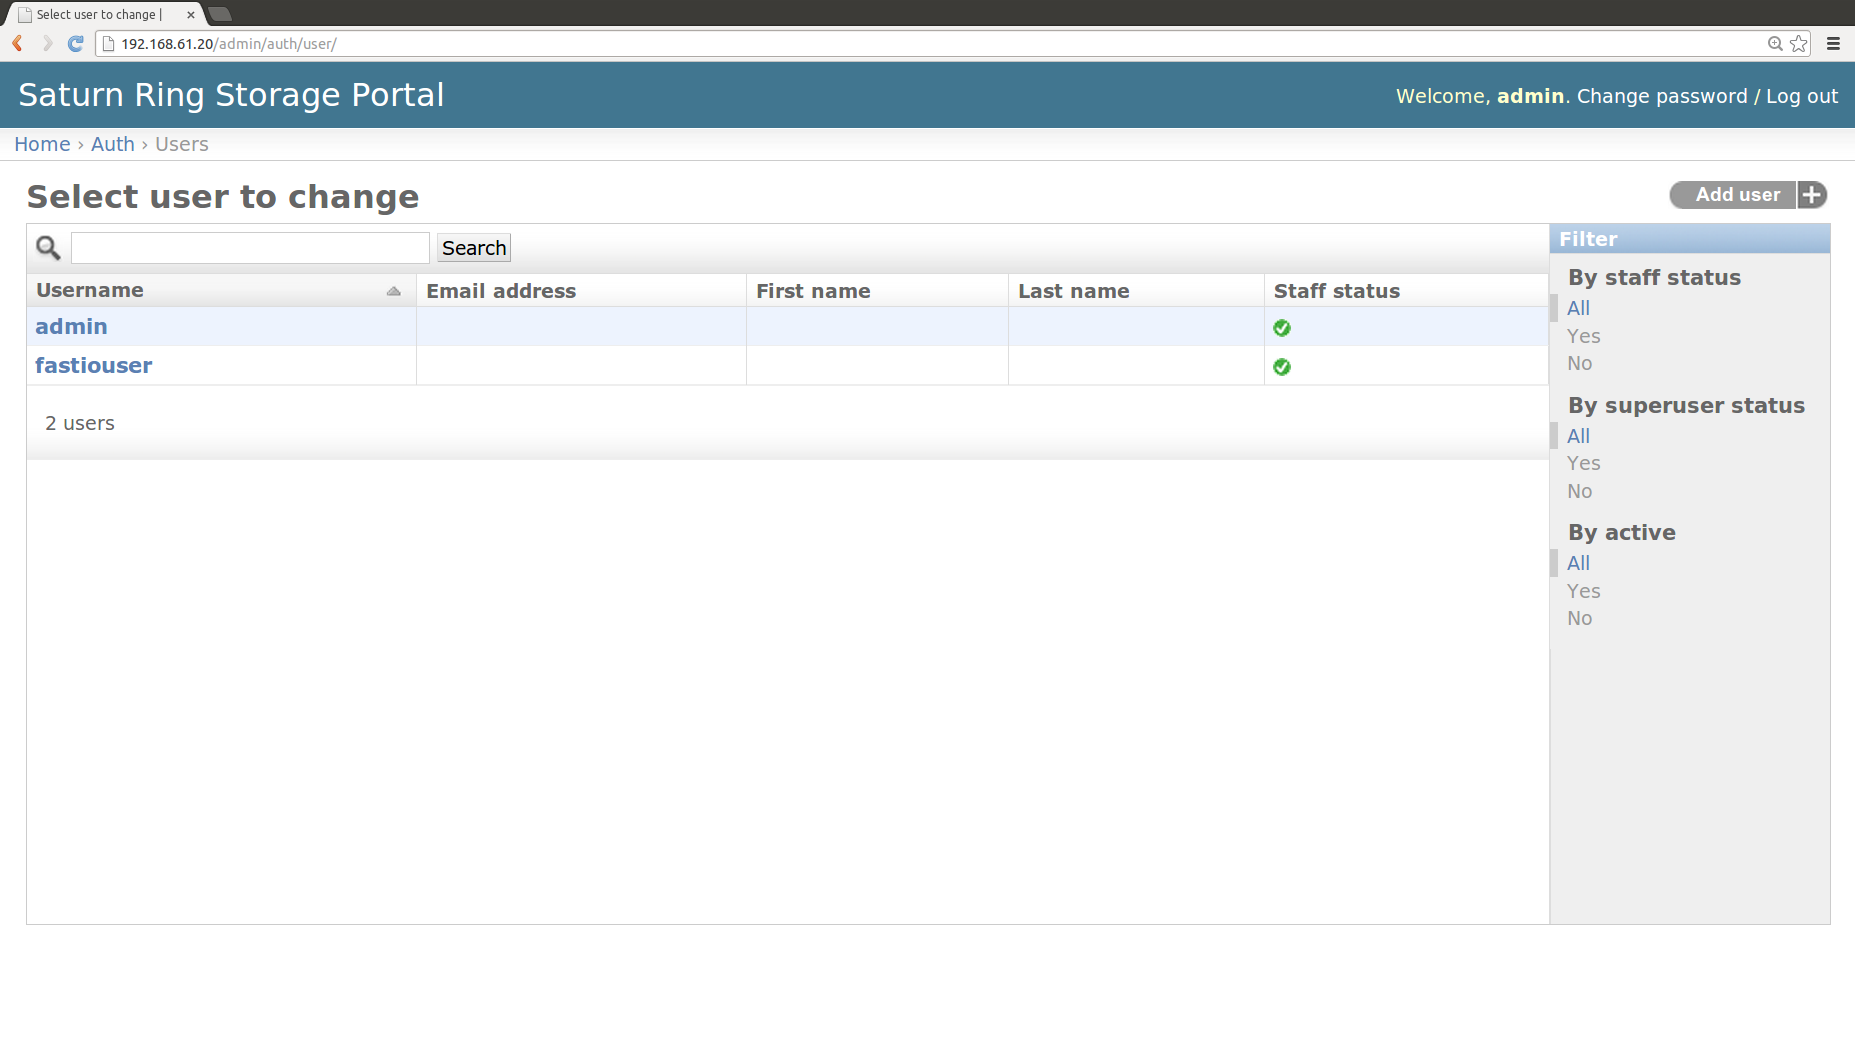 Select user to change |
192.168.61.20/admin/auth/user/
Saturn Ring Storage Portal
Welcome, admin. Change password / Log out
Home › Auth › Users
Select user to change
Add user
Search
Filter
Username Email address First name Last name Staff status
admin
fastiouser
2 users
By staff status
All
Yes
No
By superuser status
All
Yes
No
By active
All
Yes
No